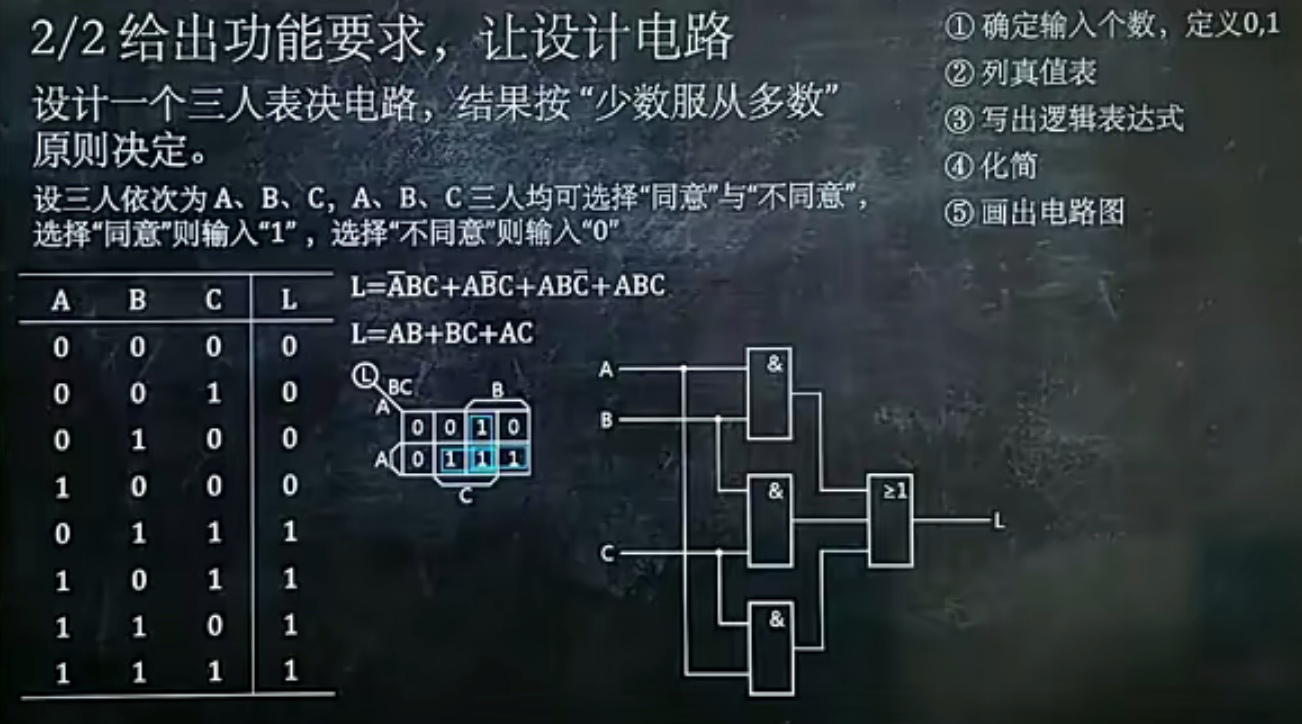 2/2 给出功能要求，让设计电路
设计一个三人表决电路，结果按“少数服从多数”
原则决定。
设三人依次为 A、B、C，A、B、C 三人均可选择“同意”与“不同意”，
选择“同意”则输入“1”，选择“不同意”则输入“0”
① 确定输入个数，定义0,1
② 列真值表
③ 写出逻辑表达式
④ 化简
⑤ 画出电路图
A B C L
0 0 0 0
0 0 1 0
0 1 0 0
1 0 0 0
0 1 1 1
1 0 1 1
1 1 0 1
1 1 1 1
L=A̅BC+AB̅C+ABC̅+ABC
L=AB+BC+AC
L
BC
B
A
0 0 1 0
A 0 1 1 1
C
A
&
B
&
≥1
L
C
&